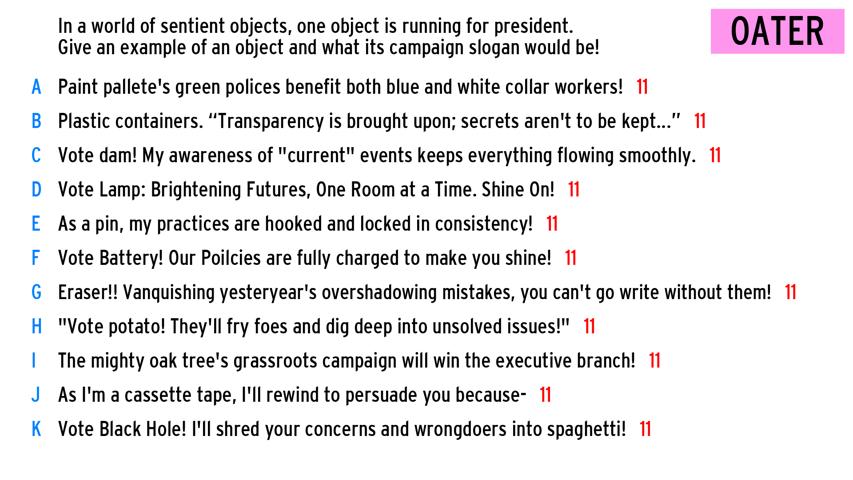 In a world of sentient objects, one object is running for president.
Give an example of an object and what its campaign slogan would be!
OATER
A Paint pallete's green polices benefit both blue and white collar workers! 11
B Plastic containers. “Transparency is brought upon; secrets aren't to be kept...” 11
C Vote dam! My awareness of "current" events keeps everything flowing smoothly. 11
D Vote Lamp: Brightening Futures, One Room at a Time. Shine On! 11
E As a pin, my practices are hooked and locked in consistency! 11
F Vote Battery! Our Poilcies are fully charged to make you shine! 11
G Eraser!! Vanquishing yesteryear's overshadowing mistakes, you can't go write without them! 11
H "Vote potato! They'll fry foes and dig deep into unsolved issues!" 11
I The mighty oak tree's grassroots campaign will win the executive branch! 11
J As I'm a cassette tape, I'll rewind to persuade you because- 11
K Vote Black Hole! I'll shred your concerns and wrongdoers into spaghetti! 11